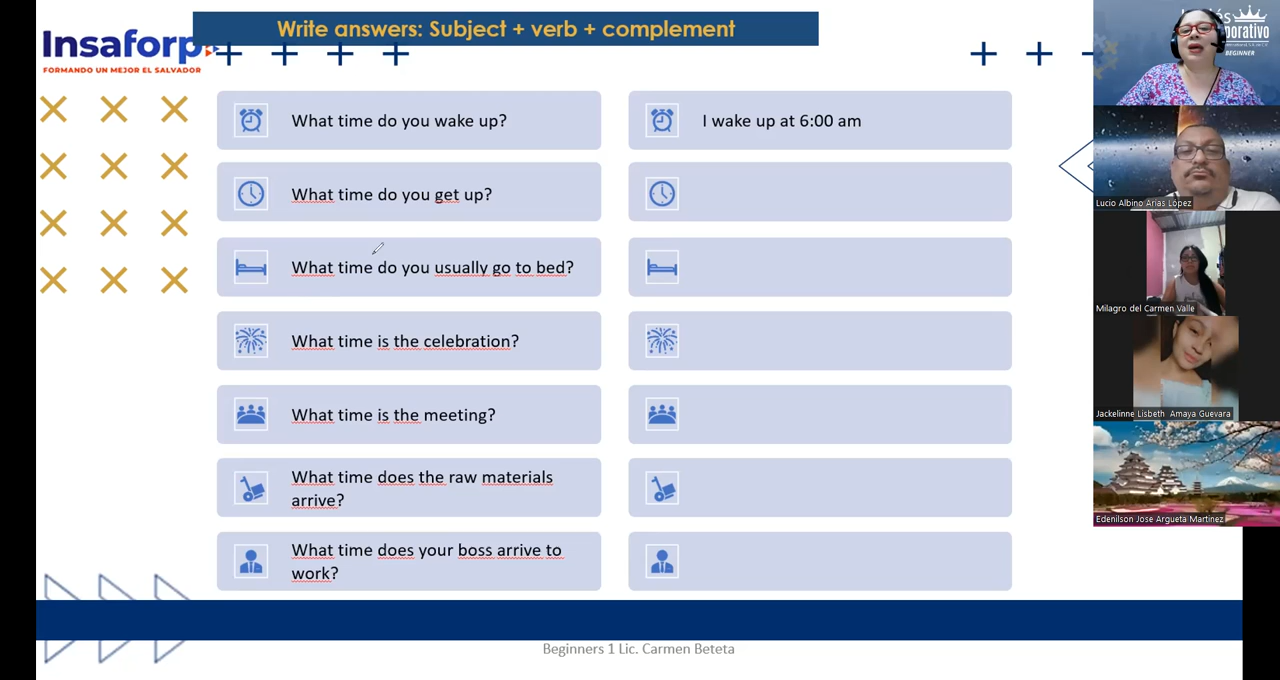 Write answers: Subject + verb + complement
Insaforp
FORMANDO UN MEJOR EL SALVADOR
What time do you wake up?
I wake up at 6:00 am
What time do you get up?
What time do you usually go to bed?
What time is the celebration?
What time is the meeting?
What time does the raw materials
arrive?
What time does your boss arrive to
work?
Beginners 1 Lic. Carmen Beteta
BEGINNER
Lucio Albino Arias López
Milagro del Carmen Valle
Jackelinne Lisbeth Amaya Guevara
Edenilson Jose Argueta Martinez